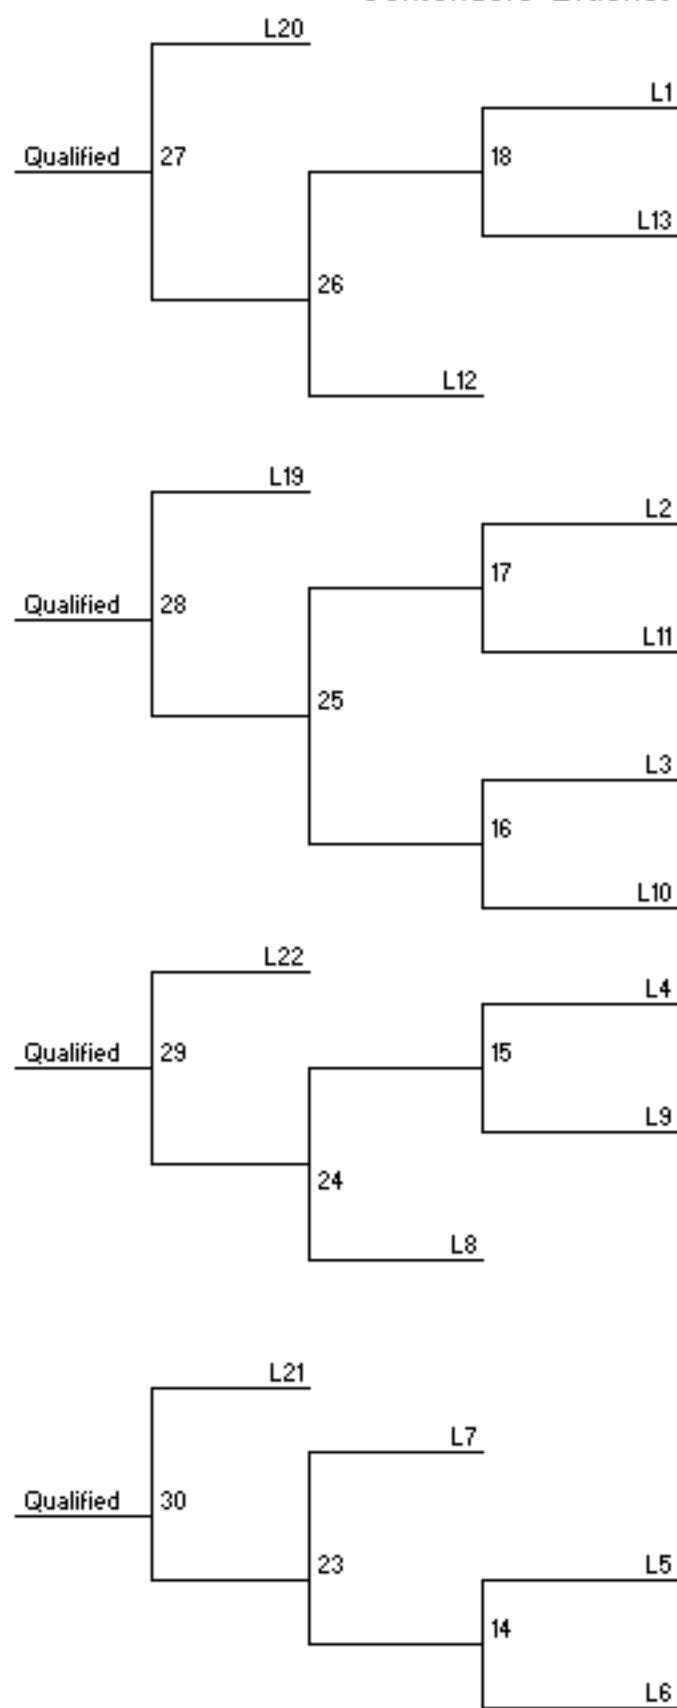 L20
L1
Qualified 27 18
L13
26
L12
L19
L2
17
Qualified 28
L11
25
L3
16
L10
L22
L4
Qualified 29 15
L9
24
L8
L21
L7
Qualified 30
23 L5
14
L6